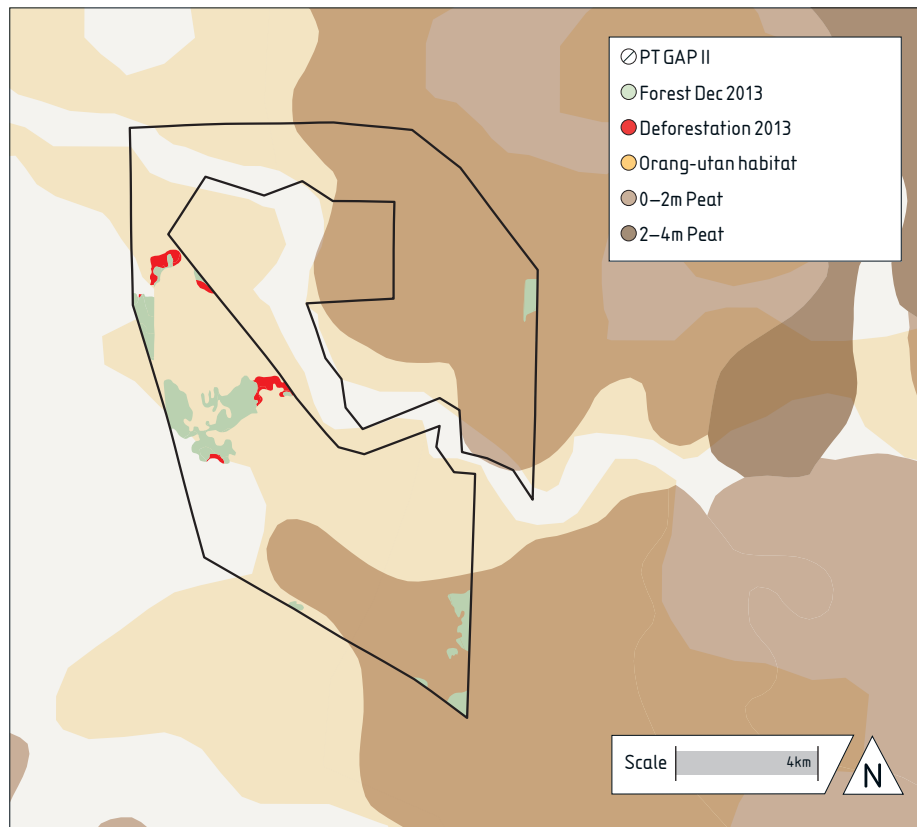 PT GAP II
Forest Dec 2013
Deforestation 2013
Orang-utan habitat
0–2m Peat
2–4m Peat
Scale
4km
N